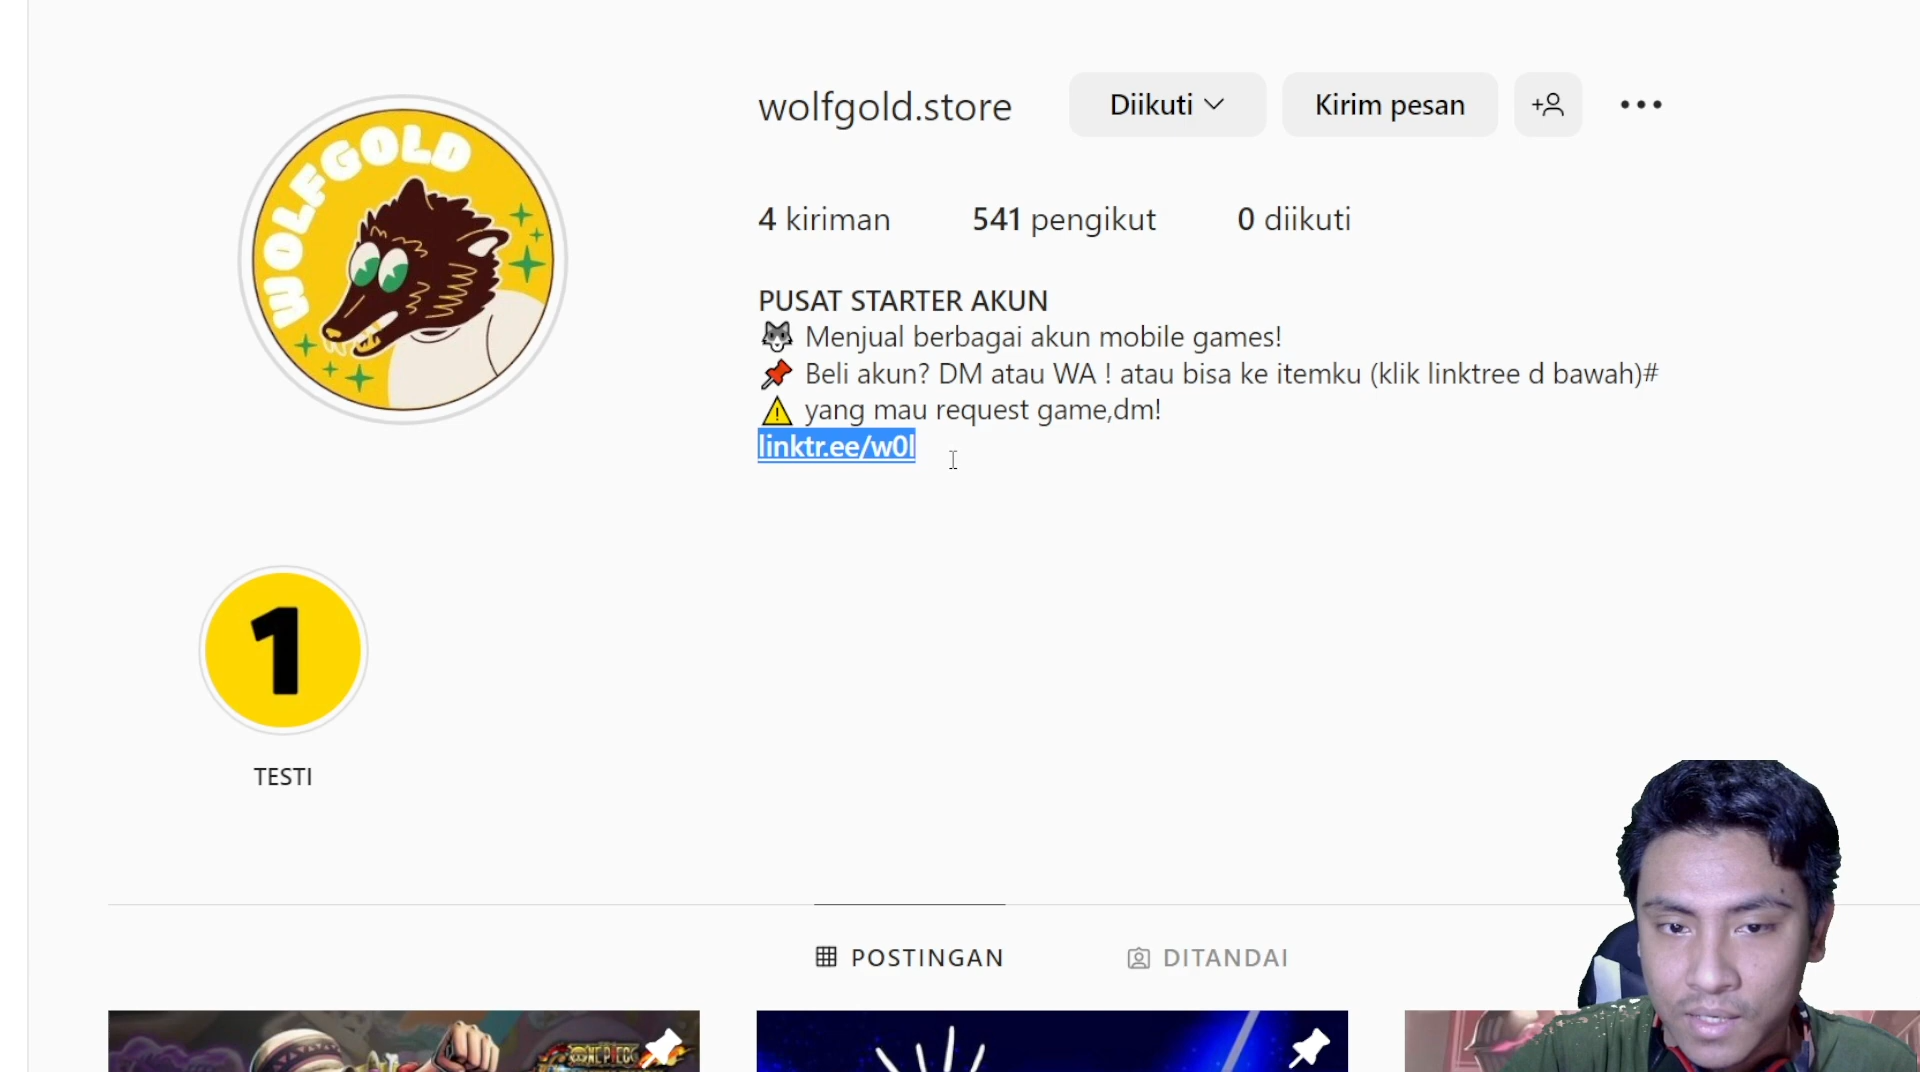 WOLFGOLD
wolfgold.store
Diikuti
Kirim pesan
4 kiriman
541 pengikut
0 diikuti
PUSAT STARTER AKUN
🐺 Menjual berbagai akun mobile games!
📌 Beli akun? DM atau WA ! atau bisa ke itemku (klik linktree d bawah)#
⚠️ yang mau request game,dm!
linktr.ee/w0l
1
TESTI
POSTINGAN
DITANDAI
ONE PIECE